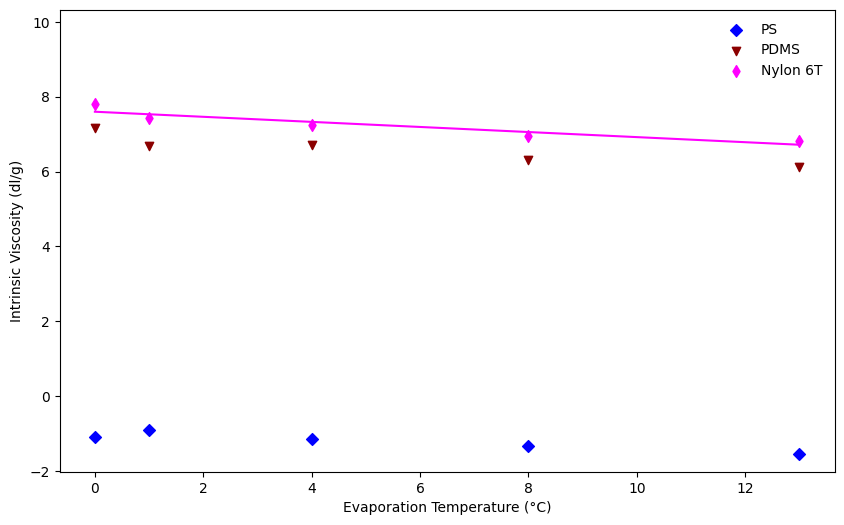 10
8
6
4
2
0
−2
0
2
4
6
8
10
12
Intrinsic Viscosity (dl/g)
Evaporation Temperature (°C)
PS
PDMS
Nylon 6T